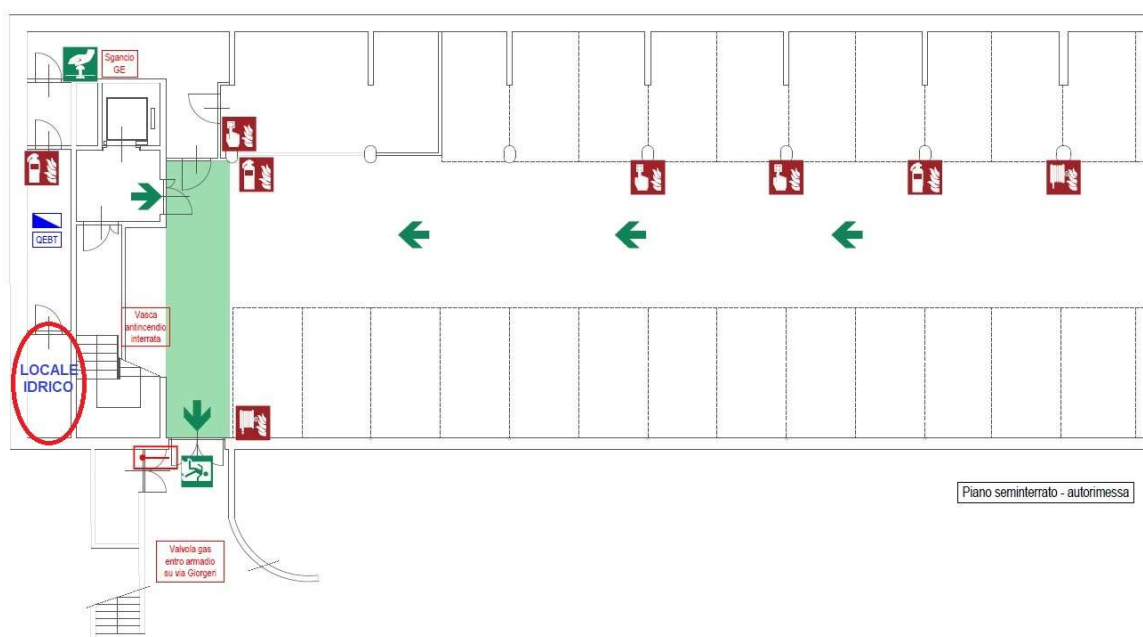 Sgancio
GE
QEBT
Vasca
antincendio
interrata
LOCALE
IDRICO
Piano seminterrato - autorimessa
Valvola gas
entro armadio
su via Giorgeri